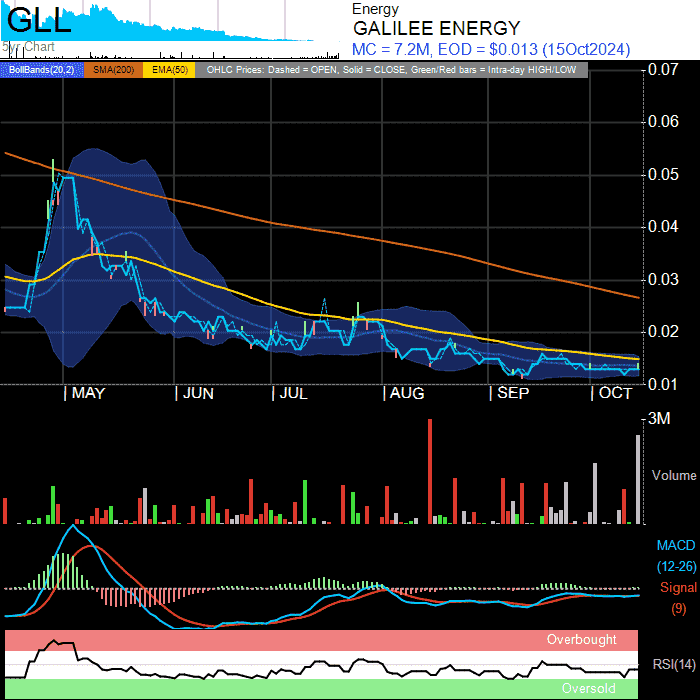 GLL
5yr Chart
Energy
GALILEE ENERGY
MC = 7.2M, EOD = $0.013 (15Oct2024)
BollBands(20,2) SMA(200) EMA(50) OHLC Prices: Dashed = OPEN, Solid = CLOSE, Green/Red bars = Intra-day HIGH/LOW
0.07
0.06
0.05
0.04
0.03
0.02
0.01
| MAY | JUN | JUL | AUG | SEP | OCT
3M
Volume
MACD
(12-26)
Signal
(9)
Overbought
RSI(14)
Oversold